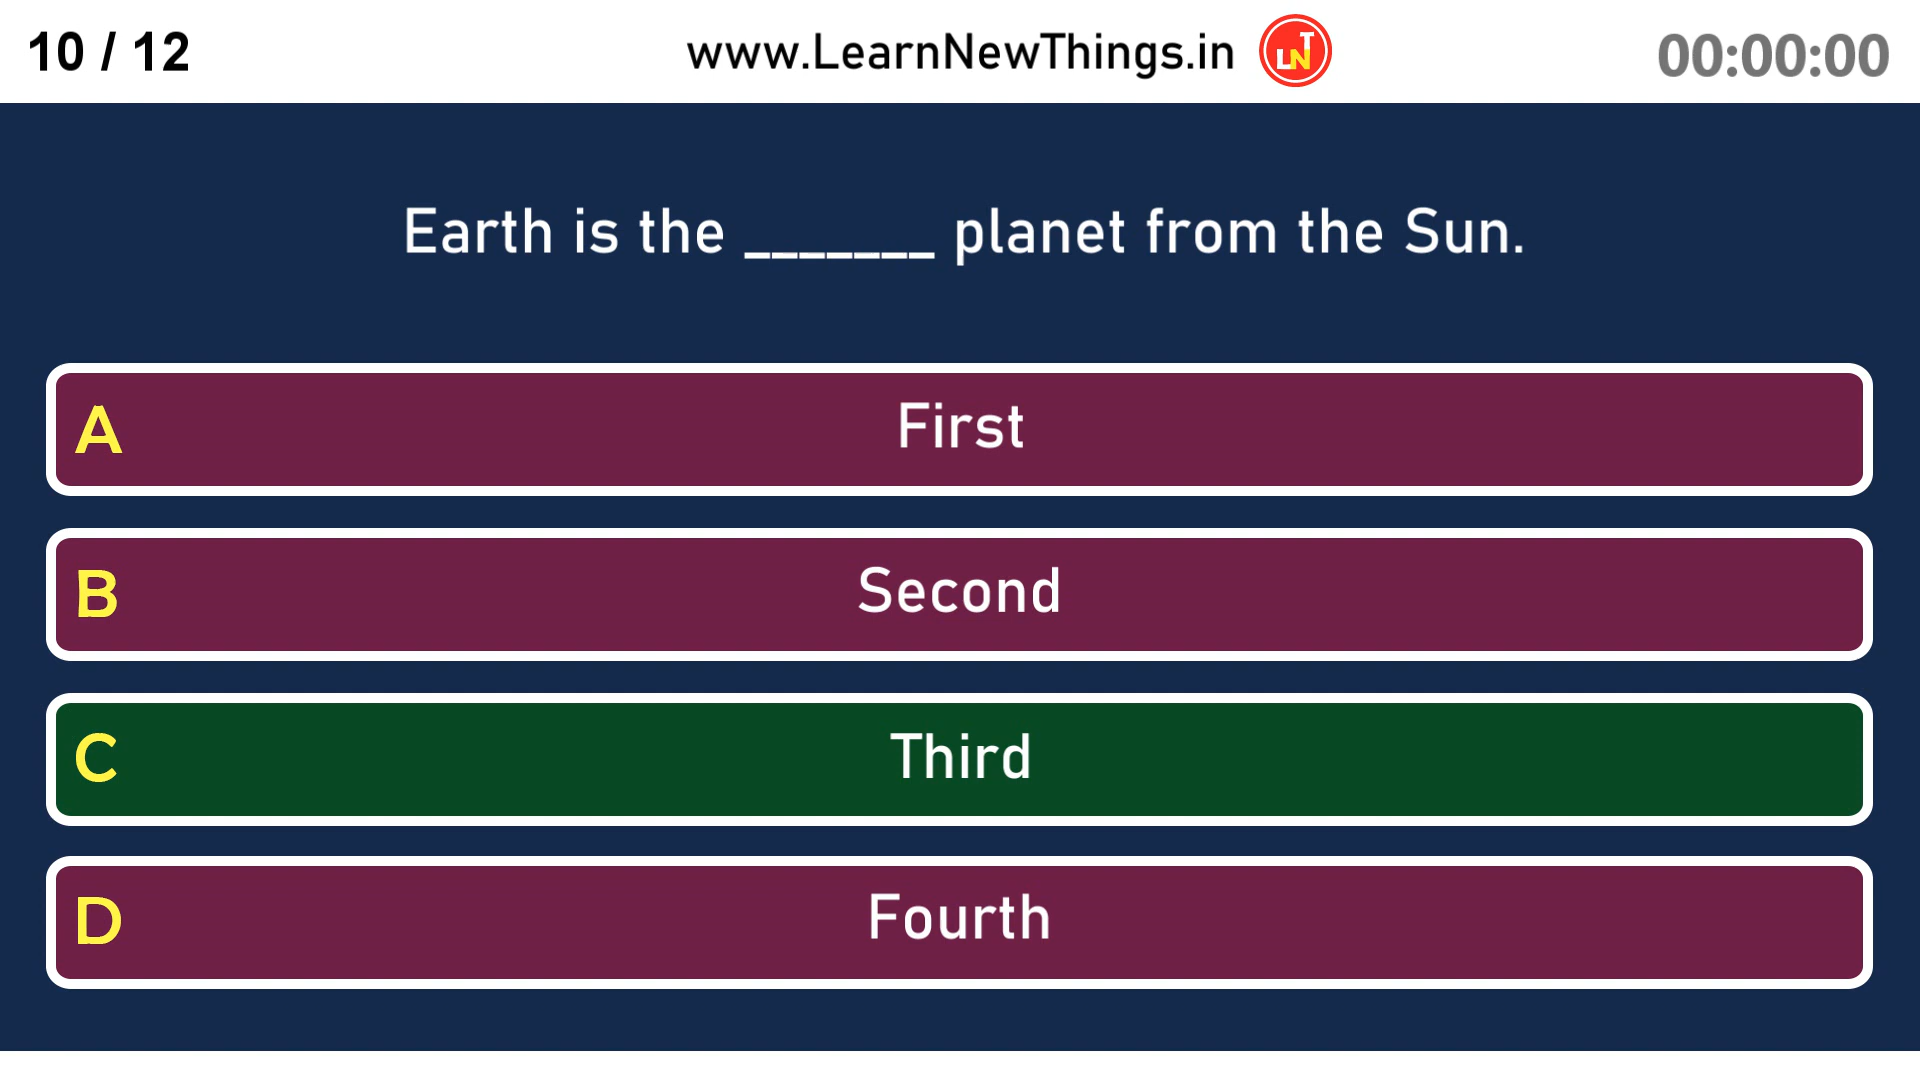 10 / 12
www.LearnNewThings.in
LNT
00:00:00
Earth is the _______ planet from the Sun.
A First
B Second
C Third
D Fourth